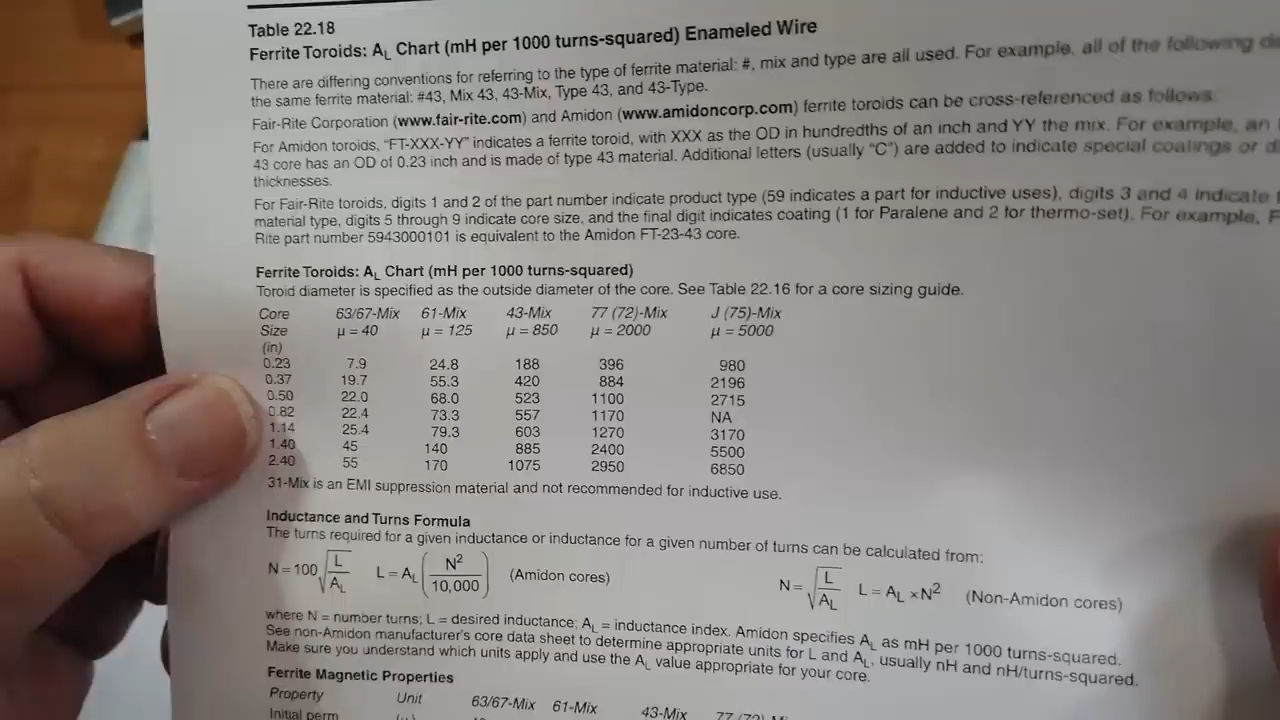 Table 22.18
Ferrite Toroids: AL Chart (mH per 1000 turns-squared) Enameled Wire
There are differing conventions for referring to the type of ferrite material: #, mix and type are all used. For example, all of the following
the same ferrite material: #43, Mix 43, 43-Mix, Type 43, and 43-Type.
Fair-Rite Corporation (www.fair-rite.com) and Amidon (www.amidoncorp.com) ferrite toroids can be cross-referenced as follows:
For Amidon toroids, “FT-XXX-YY” indicates a ferrite toroid, with XXX as the OD in hundredths of an inch and YY the mix. For example, an
43 core has an OD of 0.23 inch and is made of type 43 material. Additional letters (usually “C”) are added to indicate special coatings or
thicknesses.
For Fair-Rite toroids, digits 1 and 2 of the part number indicate product type (59 indicates a part for inductive uses), digits 3 and 4 indicate
material type, digits 5 through 9 indicate core size, and the final digit indicates coating (1 for Paralene and 2 for thermo-set). For example,
Rite part number 5943000101 is equivalent to the Amidon FT-23-43 core.
Ferrite Toroids: AL Chart (mH per 1000 turns-squared)
Toroid diameter is specified as the outside diameter of the core. See Table 22.16 for a core sizing guide.
Core 63/67-Mix 61-Mix 43-Mix 77 (72)-Mix J (75)-Mix
Size µ = 40 µ = 125 µ = 850 µ = 2000 µ = 5000
(in)
0.23 7.9 24.8 188 396 980
0.37 19.7 55.3 420 884 2196
0.50 22.0 68.0 523 1100 2715
0.82 22.4 73.3 557 1170 NA
1.14 25.4 79.3 603 1270 3170
1.40 45 140 885 2400 5500
2.40 55 170 1075 2950 6850
31-Mix is an EMI suppression material and not recommended for inductive use.
Inductance and Turns Formula
The turns required for a given inductance or inductance for a given number of turns can be calculated from:
N = 100 √(L/AL) L = AL (N²/10,000) (Amidon cores) N = √(L/AL) L = AL × N² (Non-Amidon cores)
where N = number turns; L = desired inductance; AL = inductance index. Amidon specifies AL as mH per 1000 turns-squared.
See non-Amidon manufacturer's core data sheet to determine appropriate units for L and AL, usually nH and nH/turns-squared.
Make sure you understand which units apply and use the AL value appropriate for your core.
Ferrite Magnetic Properties
Property Unit 63/67-Mix 61-Mix 43-Mix
Initial perm